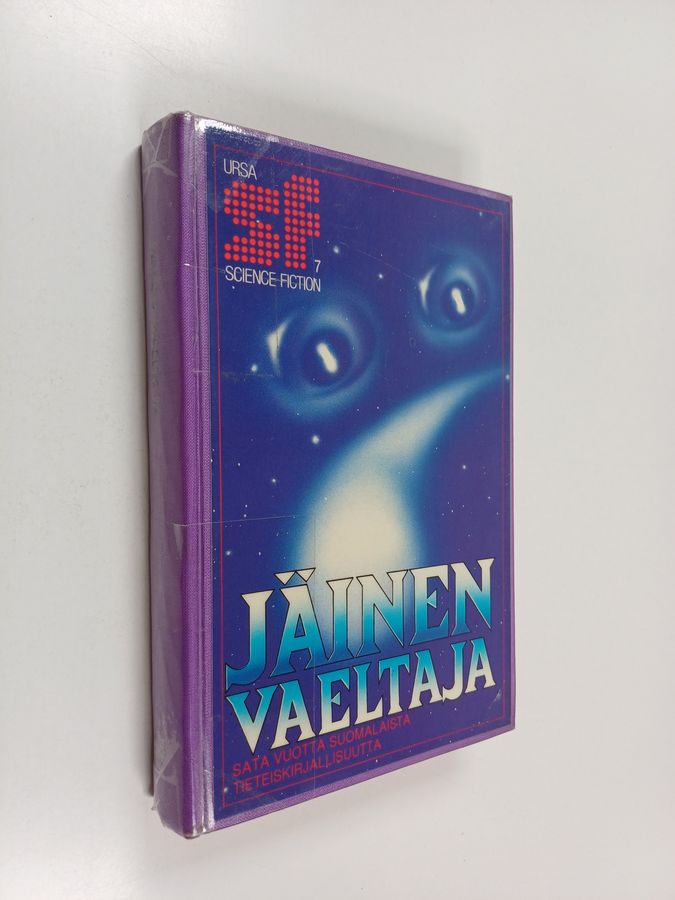 URSA
sf
7
SCIENCE FICTION
JÄINEN
VAELTAJA
SATA VUOTTA SUOMALAISTA
TIETEISKIRJALLISUUTTA